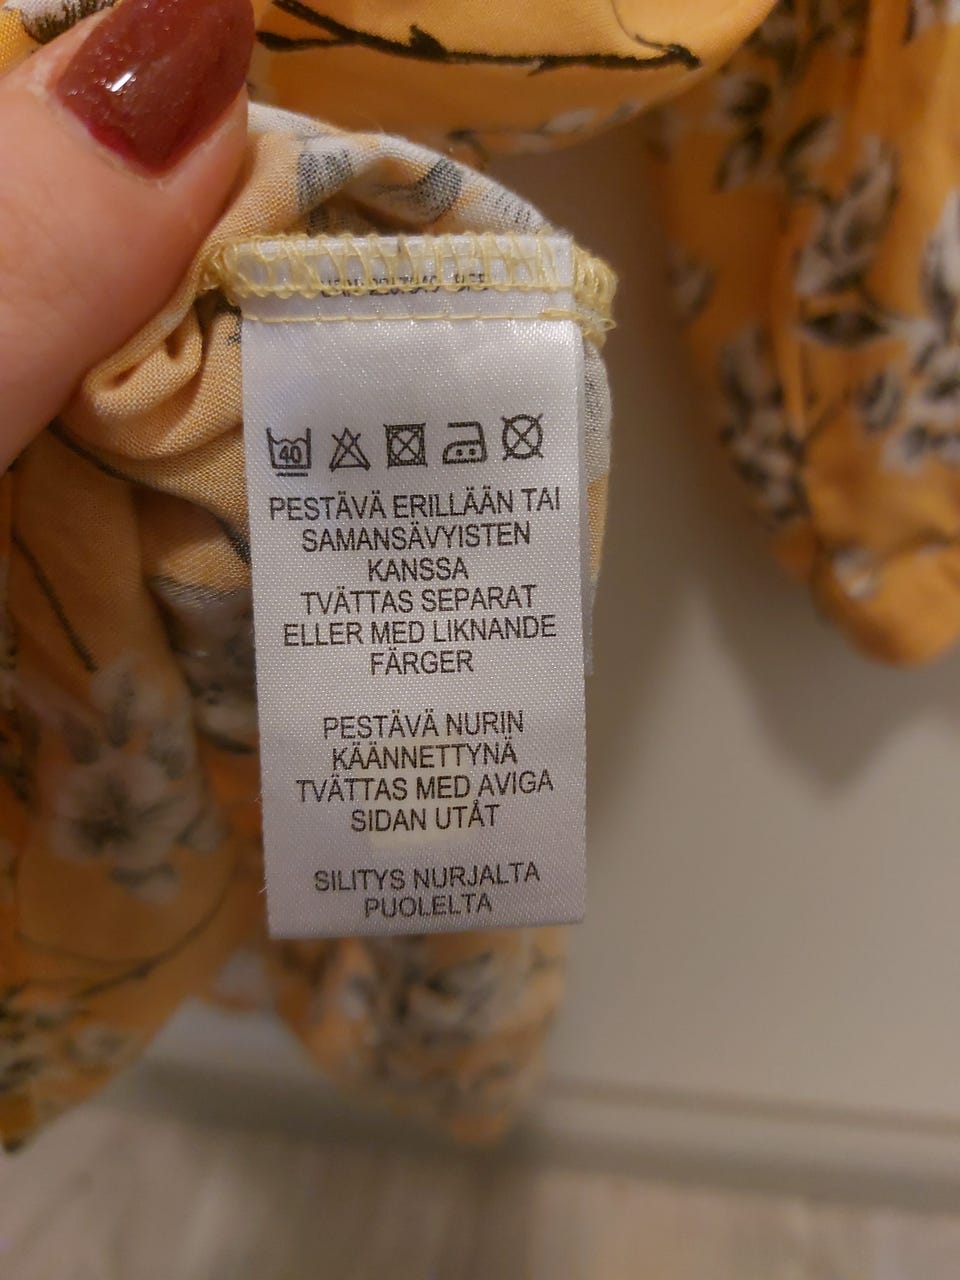 40
PESTÄVÄ ERILLÄÄN TAI
SAMANSÄVYISTEN
KANSSA
TVÄTTAS SEPARAT
ELLER MED LIKNANDE
FÄRGER
PESTÄVÄ NURIN
KÄÄNNETTYNÄ
TVÄTTAS MED AVIGA
SIDAN UTÅT
SILITYS NURJALTA
PUOLELTA